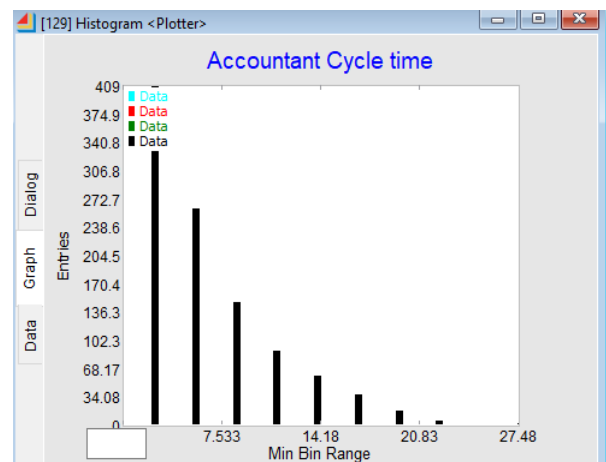 [129] Histogram <Plotter>
Accountant Cycle time
Dialog
Graph
Data
Entries
409
374.9
340.8
306.8
272.7
238.6
204.5
170.4
136.3
102.3
68.17
34.08
0
Data
Data
Data
Data
7.533 14.18 20.83 27.48
Min Bin Range